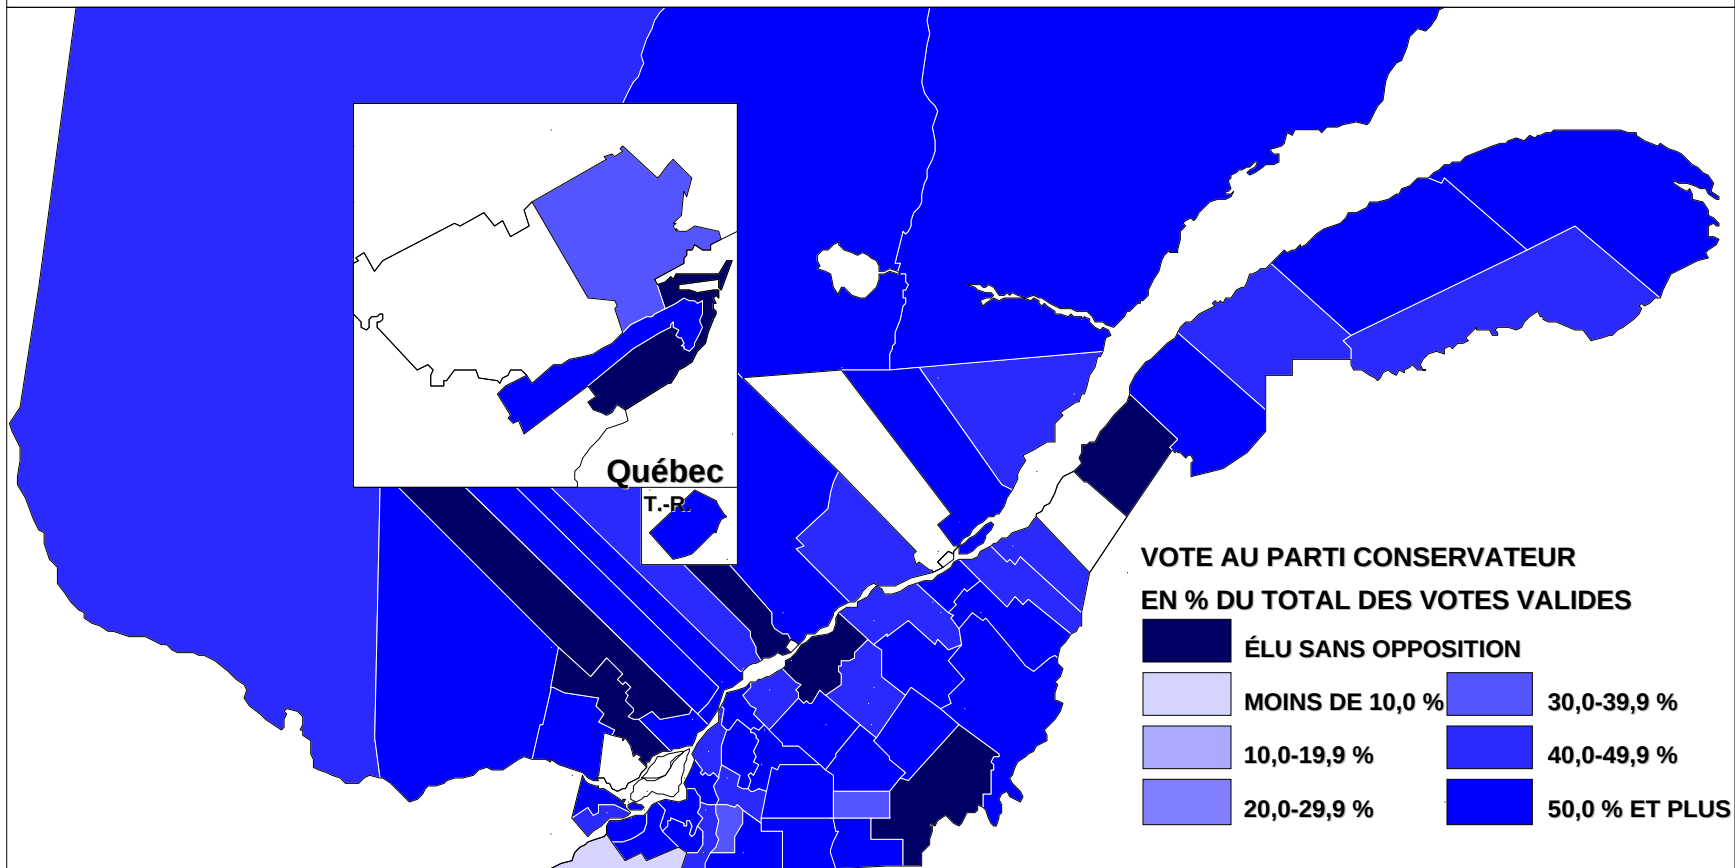 Québec
T.-R.
VOTE AU PARTI CONSERVATEUR
EN % DU TOTAL DES VOTES VALIDES
ÉLU SANS OPPOSITION
MOINS DE 10,0 %
10,0-19,9 %
20,0-29,9 %
30,0-39,9 %
40,0-49,9 %
50,0 % ET PLUS